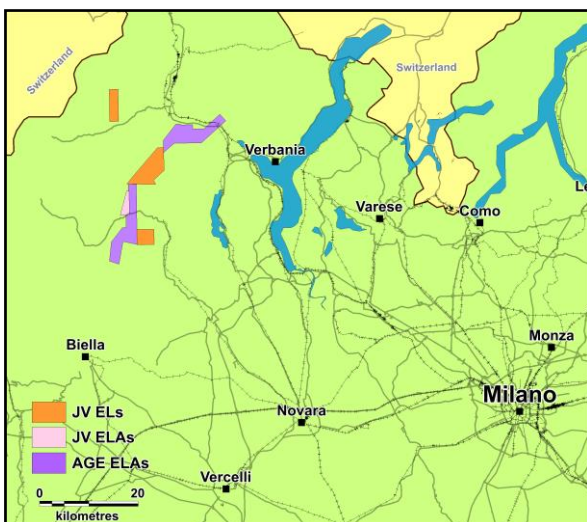 Switzerland
Switzerland
Verbania
Varese
Como
Le
Biella
Monza
Milano
Novara
Vercelli
JV ELs
JV ELAs
AGE ELAs
0 20
kilometres